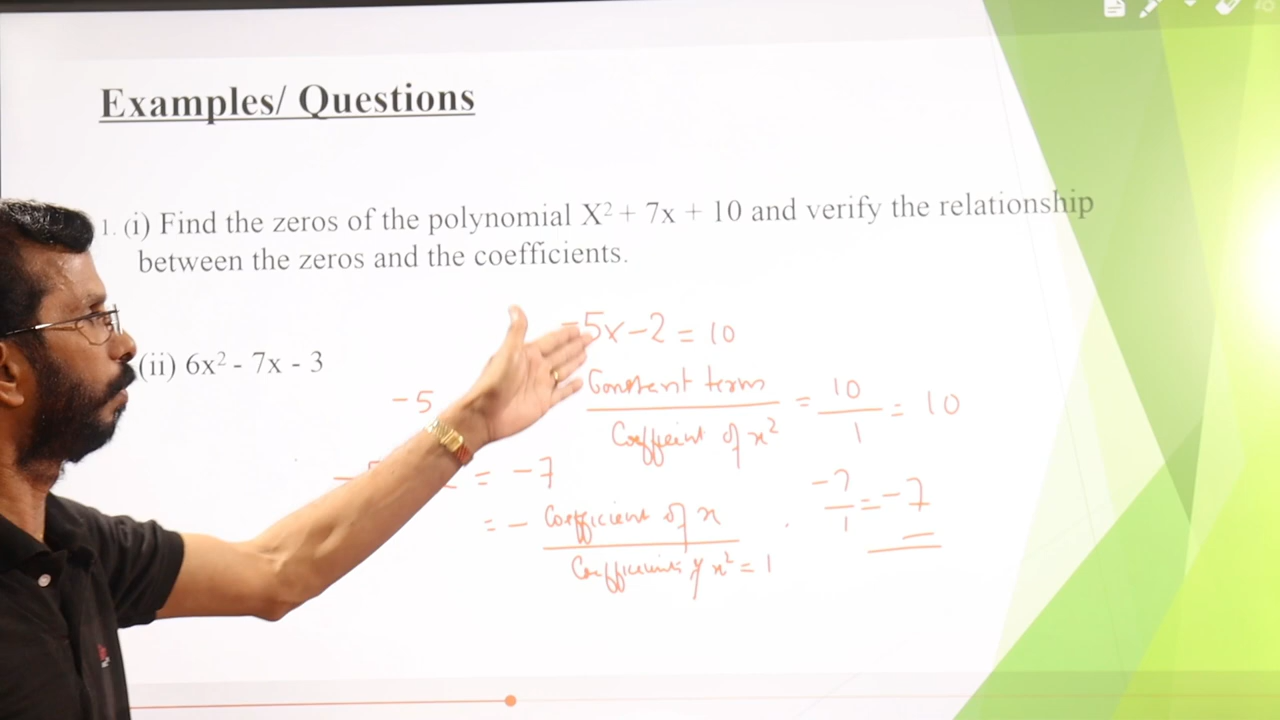 Examples/ Questions
1. (i) Find the zeros of the polynomial X² + 7x + 10 and verify the relationship
between the zeros and the coefficients.
-5x-2 = 10
(ii) 6x² - 7x - 3
Constant term / Coffeint of x² = 10/1 = 10
-5
= -7
= - Coefficient of x / Coefficients of x² = 1 . -7/1 = -7